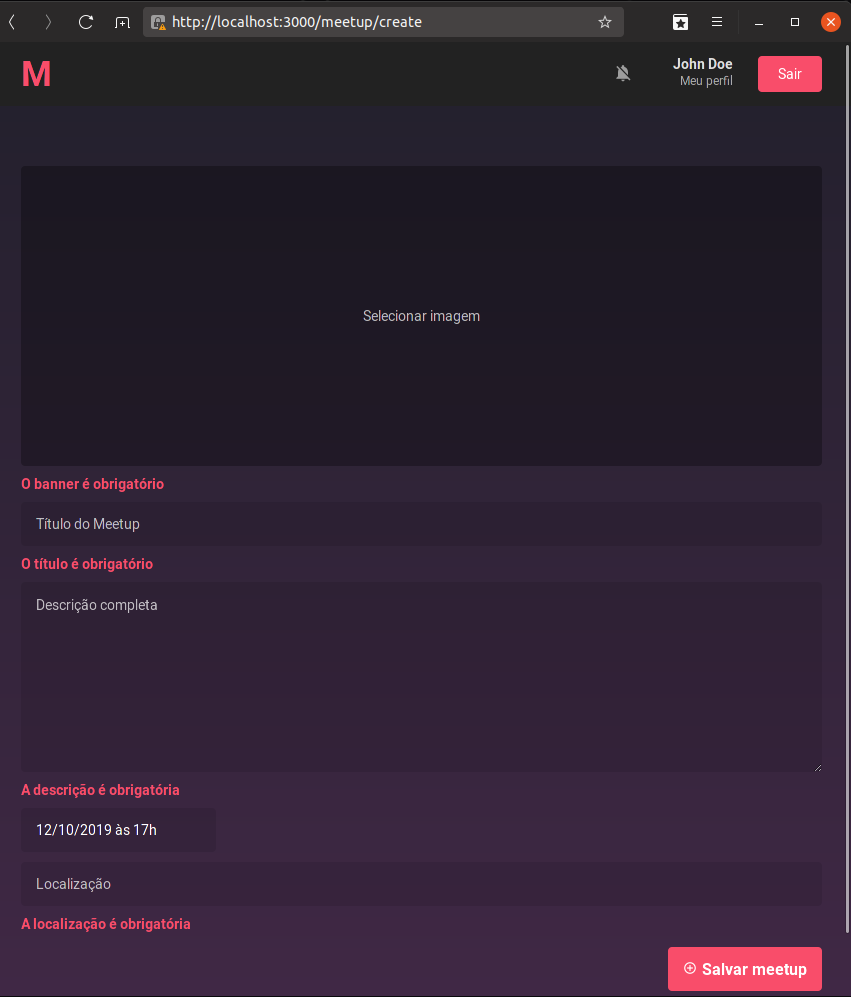 http://localhost:3000/meetup/create
M
John Doe
Meu perfil
Sair
Selecionar imagem
O banner é obrigatório
Título do Meetup
O título é obrigatório
Descrição completa
A descrição é obrigatória
12/10/2019 às 17h
Localização
A localização é obrigatória
Salvar meetup